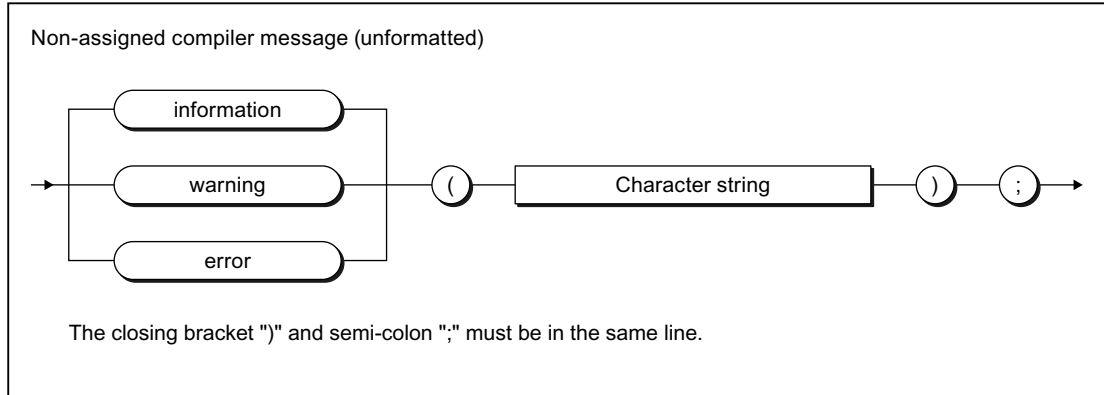 Non-assigned compiler message (unformatted)
information
warning
( Character string ) ;
error
The closing bracket ")" and semi-colon ";" must be in the same line.